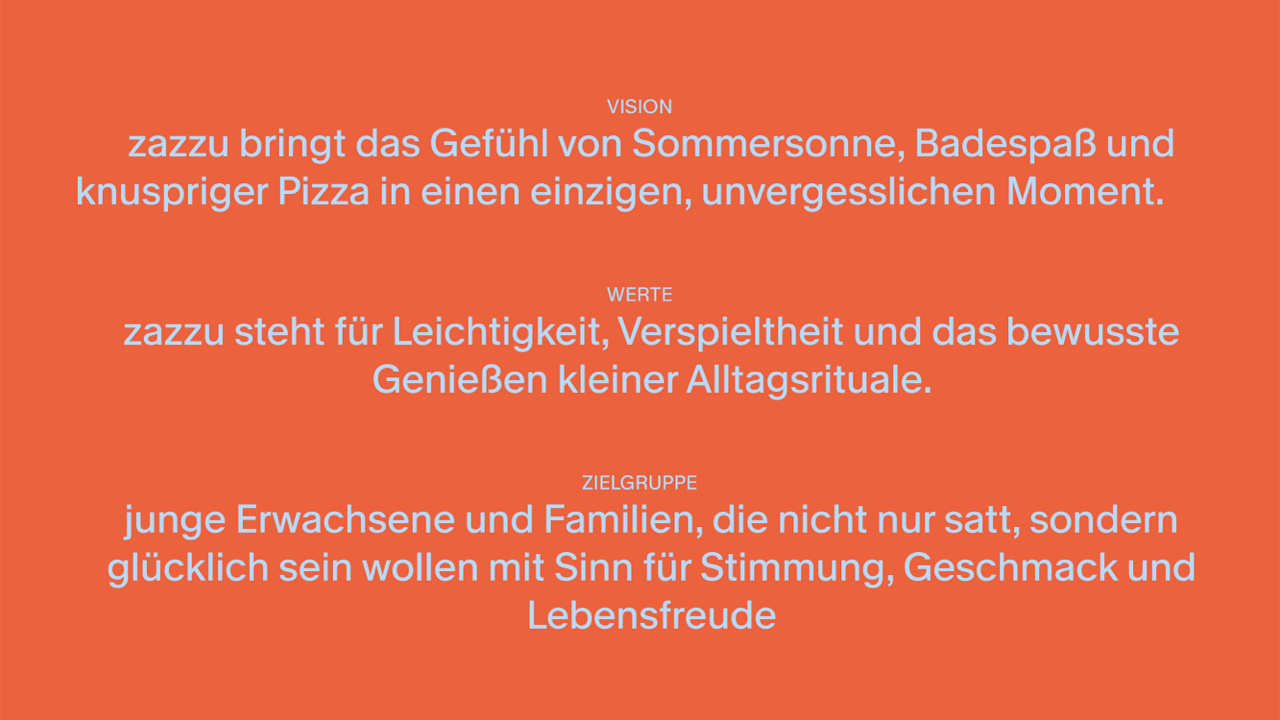 VISION
zazzu bringt das Gefühl von Sommersonne, Badespaß und
knuspriger Pizza in einen einzigen, unvergesslichen Moment.
WERTE
zazzu steht für Leichtigkeit, Verspieltheit und das bewusste
Genießen kleiner Alltagsrituale.
ZIELGRUPPE
junge Erwachsene und Familien, die nicht nur satt, sondern
glücklich sein wollen mit Sinn für Stimmung, Geschmack und
Lebensfreude